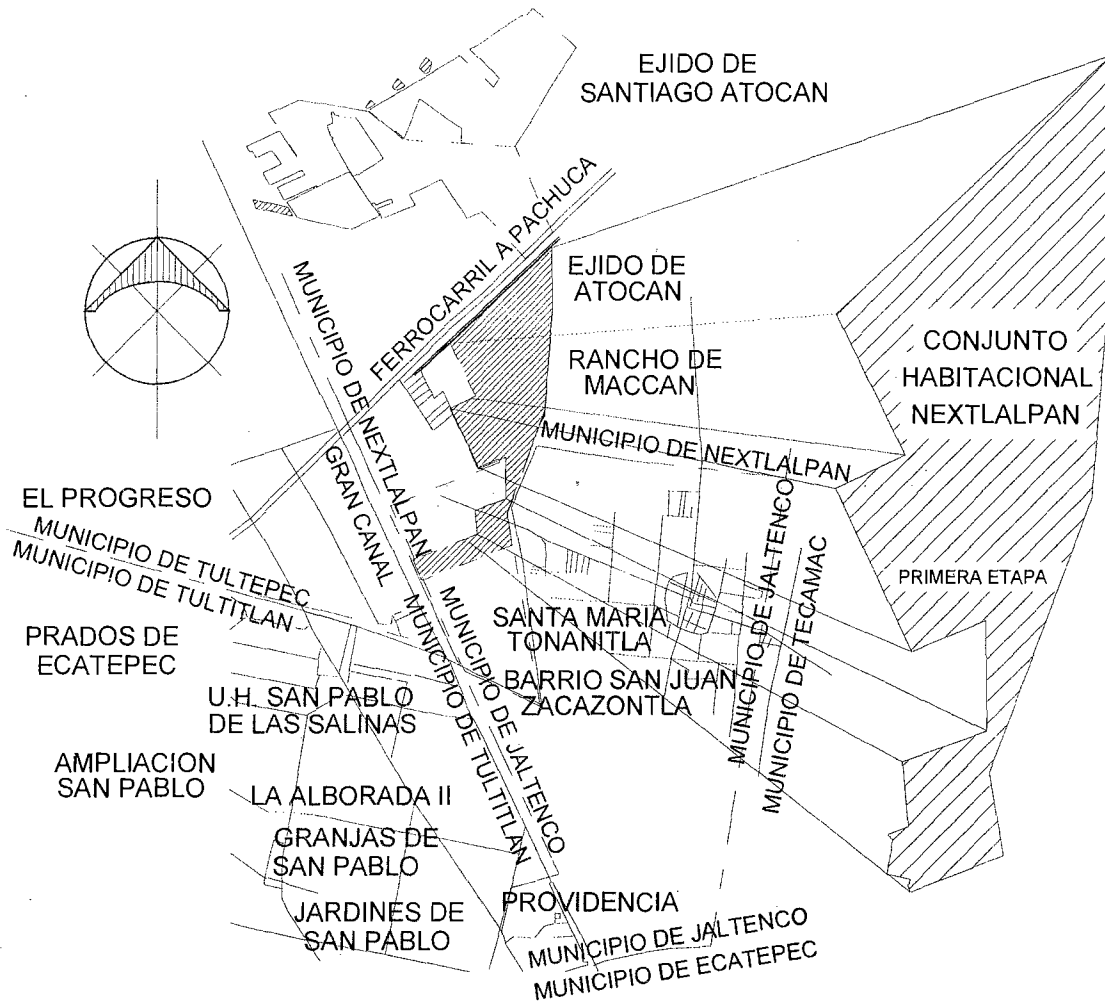 EJIDO DE
SANTIAGO ATOCAN
FERROCARRIL A PACHUCA
MUNICIPIO DE NEXTLALPAN
EJIDO DE
ATOCAN
RANCHO DE
MACCAN
CONJUNTO
HABITACIONAL
NEXTLALPAN
MUNICIPIO DE NEXTLALPAN
GRAN CANAL
EL PROGRESO
MUNICIPIO DE TULTEPEC
MUNICIPIO DE TULTITLAN
MUNICIPIO DE JALTENCO
MUNICIPIO DE TECAMAC
PRIMERA ETAPA
PRADOS DE
ECATEPEC
SANTA MARIA
TONANITLA
BARRIO SAN JUAN
ZACAZONTLA
U.H. SAN PABLO
DE LAS SALINAS
MUNICIPIO DE JALTENCO
MUNICIPIO DE TULTITLAN
AMPLIACION
SAN PABLO
LA ALBORADA II
GRANJAS DE
SAN PABLO
JARDINES DE
SAN PABLO
PROVIDENCIA
MUNICIPIO DE JALTENCO
MUNICIPIO DE ECATEPEC